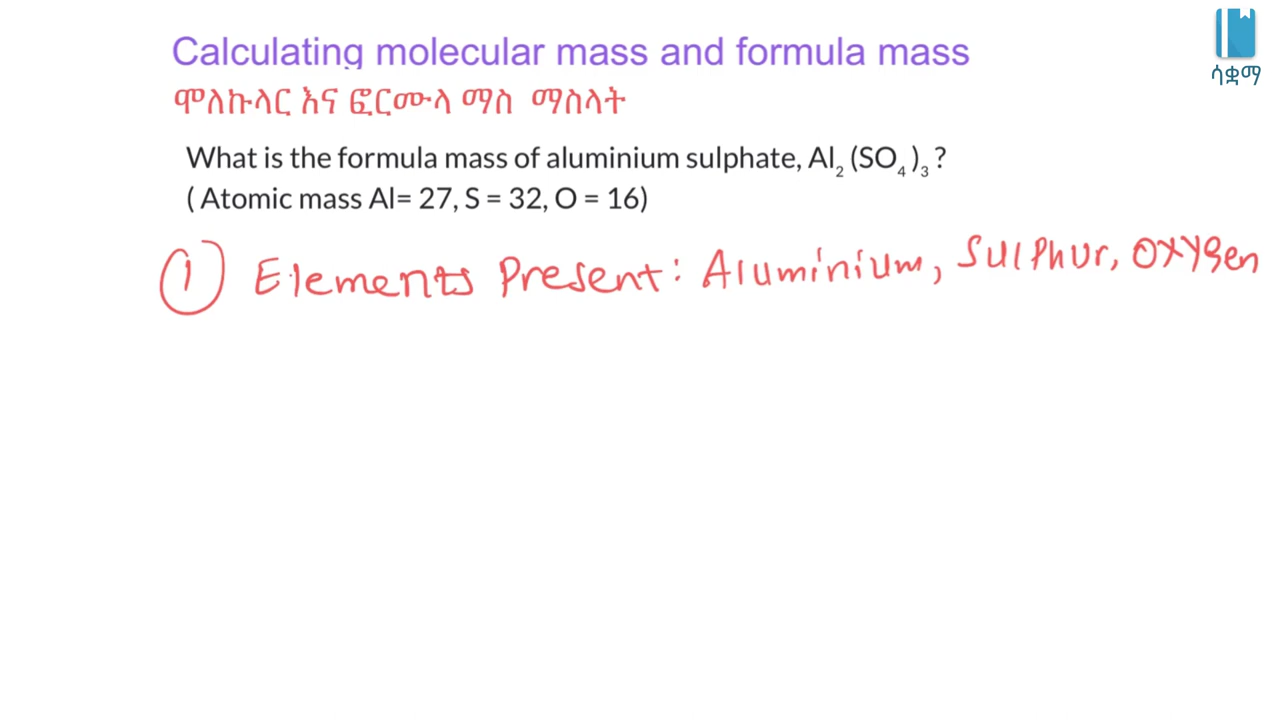 Calculating molecular mass and formula mass
ሳቋማ
ሞለኩላር እና ፎርሙላ ማስ ማስላት
What is the formula mass of aluminium sulphate, Al₂ (SO₄)₃ ?
( Atomic mass Al= 27, S = 32, O = 16)
① Elements Present: Aluminium, Sulphur, Oxygen